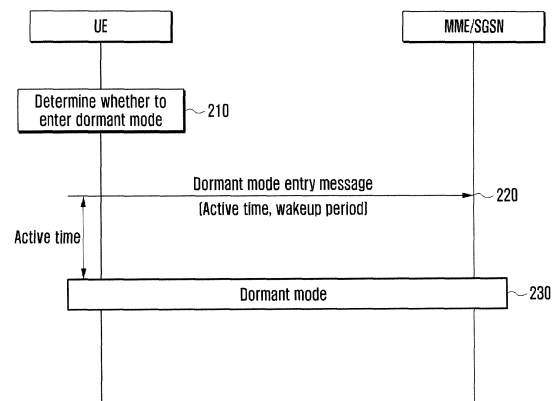 UE
MME/SGSN
Determine whether to
enter dormant mode
210
Dormant mode entry message
(Active time, wakeup period)
220
Active time
Dormant mode
230